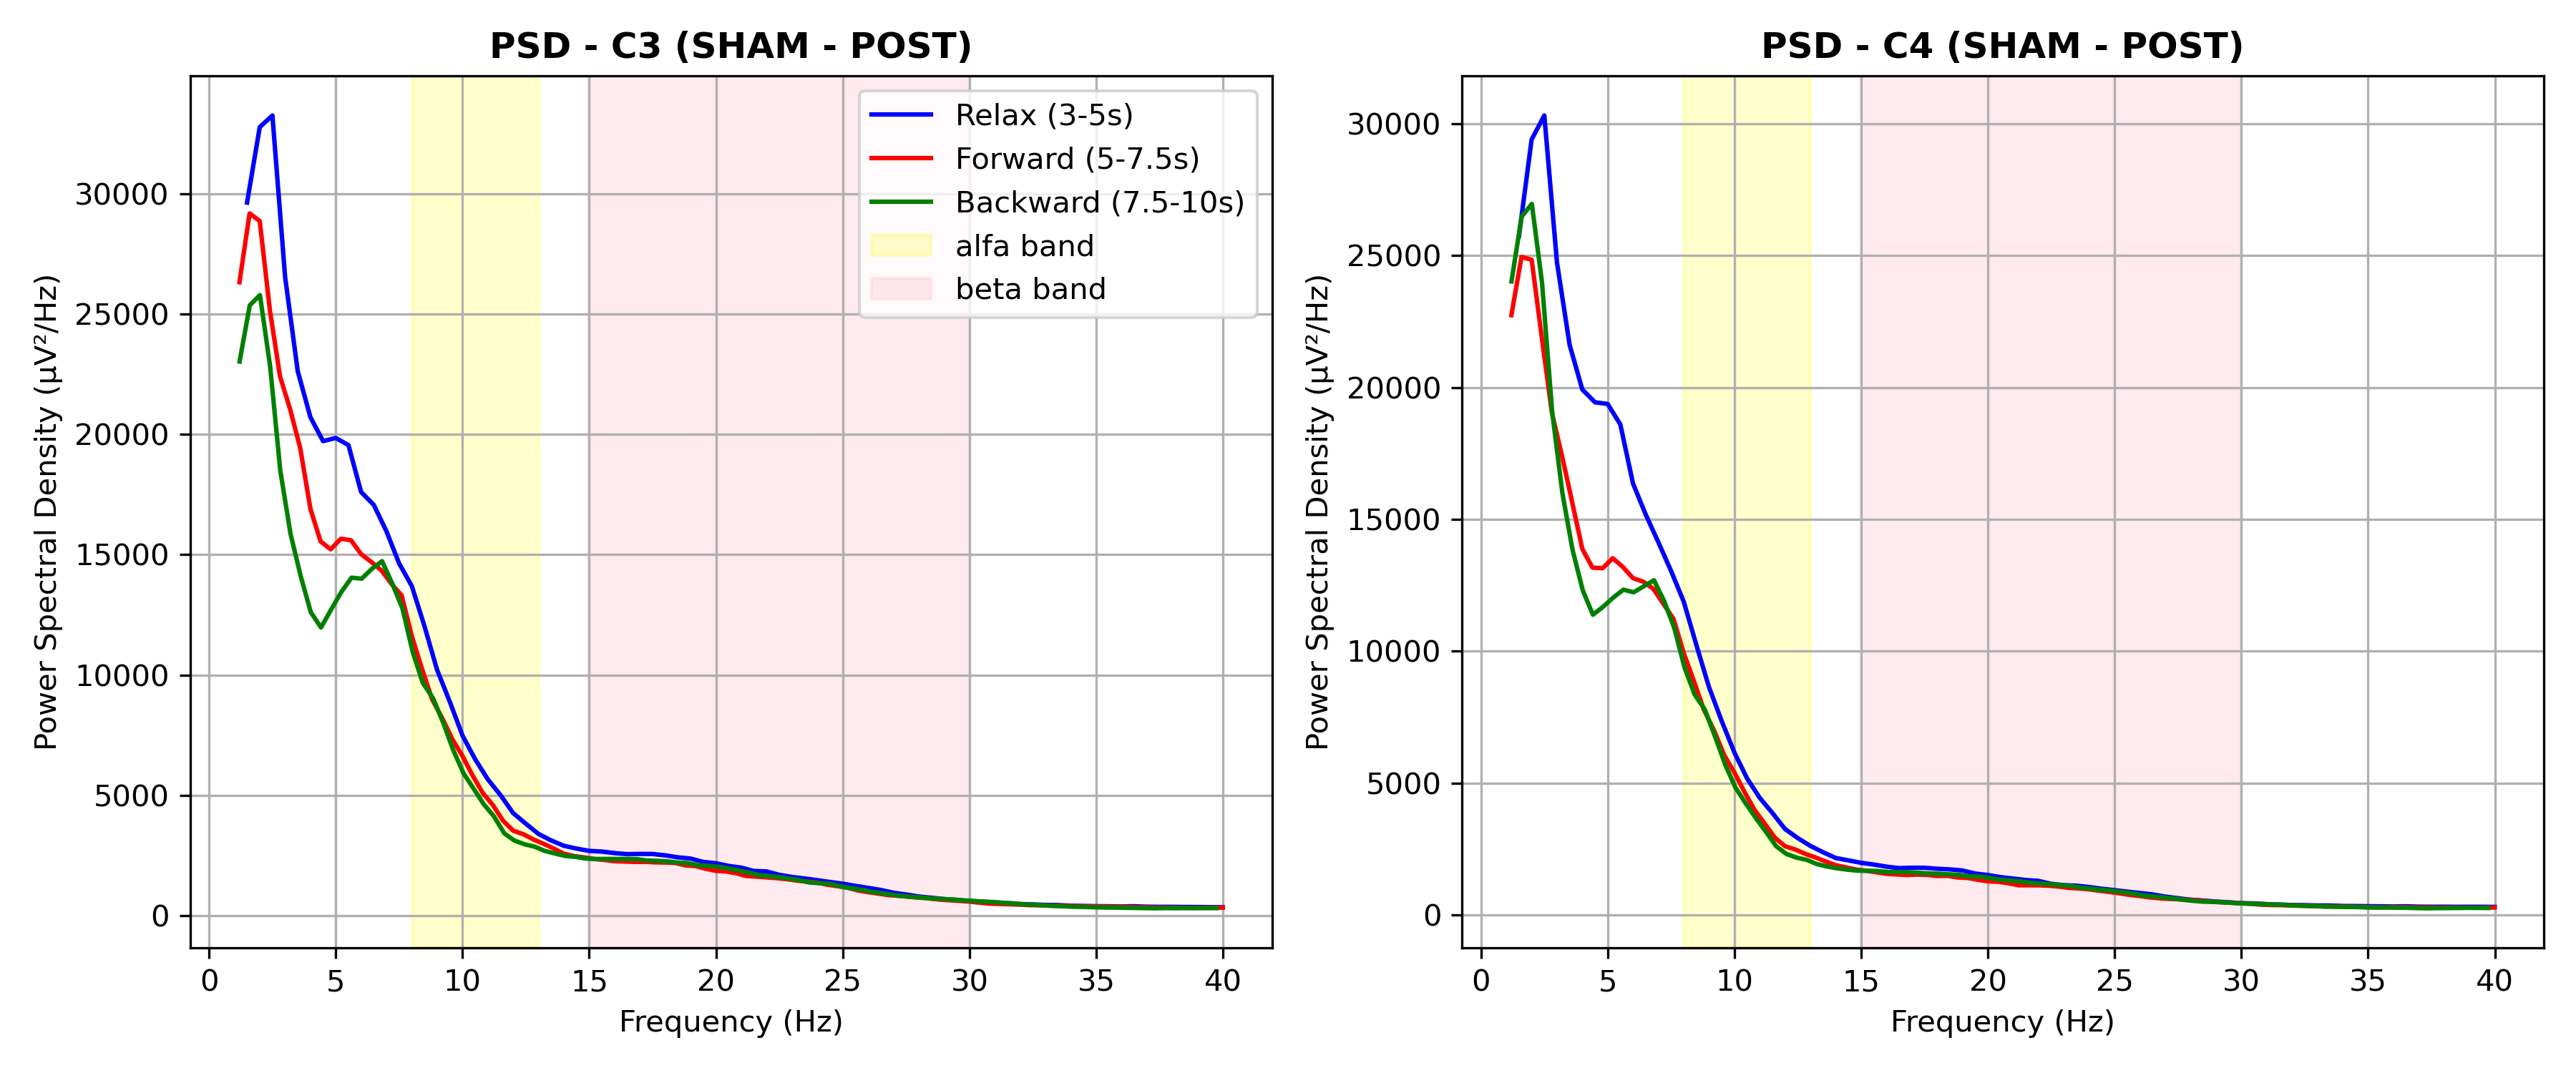 PSD - C3 (SHAM - POST)
Power Spectral Density (µV²/Hz)
30000
25000
20000
15000
10000
5000
0
0 5 10 15 20 25 30 35 40
Frequency (Hz)
Relax (3-5s)
Forward (5-7.5s)
Backward (7.5-10s)
alfa band
beta band
PSD - C4 (SHAM - POST)
Power Spectral Density (µV²/Hz)
30000
25000
20000
15000
10000
5000
0
0 5 10 15 20 25 30 35 40
Frequency (Hz)